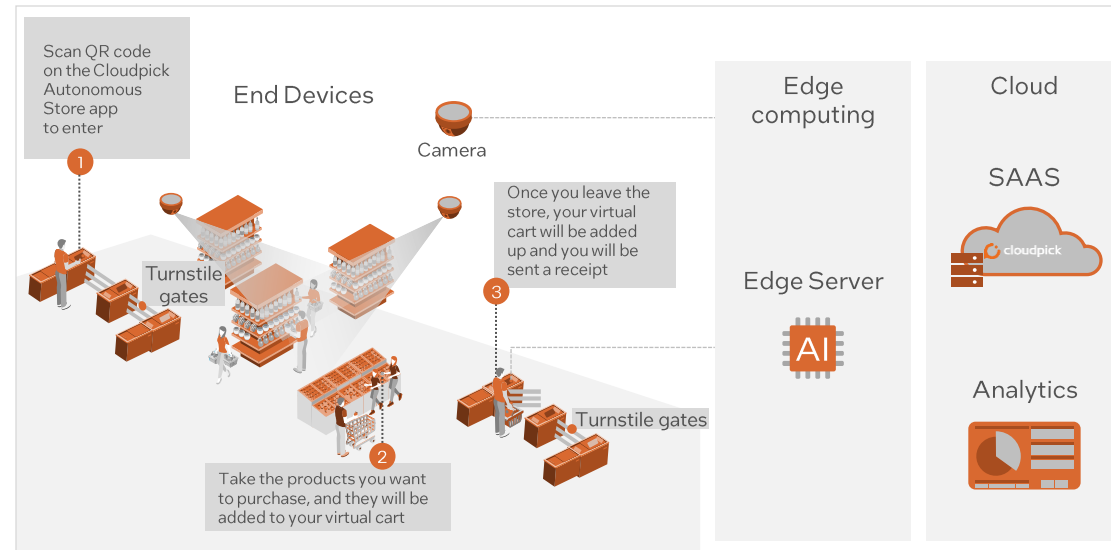 Scan QR code
on the Cloudpick
Autonomous
Store app
to enter
1
End Devices
Camera
Turnstile
gates
Once you leave the
store, your virtual
cart will be added
up and you will be
sent a receipt
3
Turnstile gates
2
Take the products you want
to purchase, and they will be
added to your virtual cart
Edge
computing
Edge Server
AI
Cloud
SAAS
cloudpick
Analytics